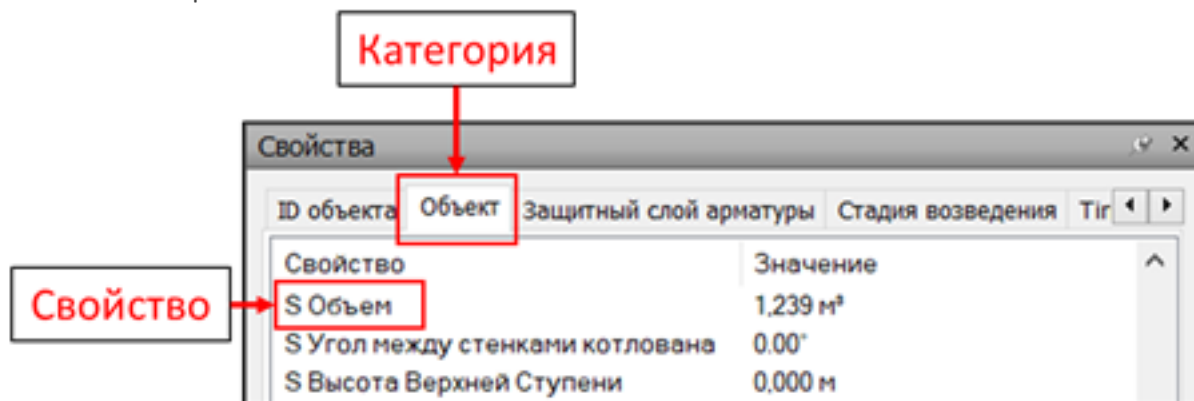 Категория
Свойства
ID объекта Объект Защитный слой арматуры Стадия возведения Tir
Свойство Значение
Свойство
S Объем 1,239 м³
S Угол между стенками котлована 0.00°
S Высота Верхней Ступени 0,000 м